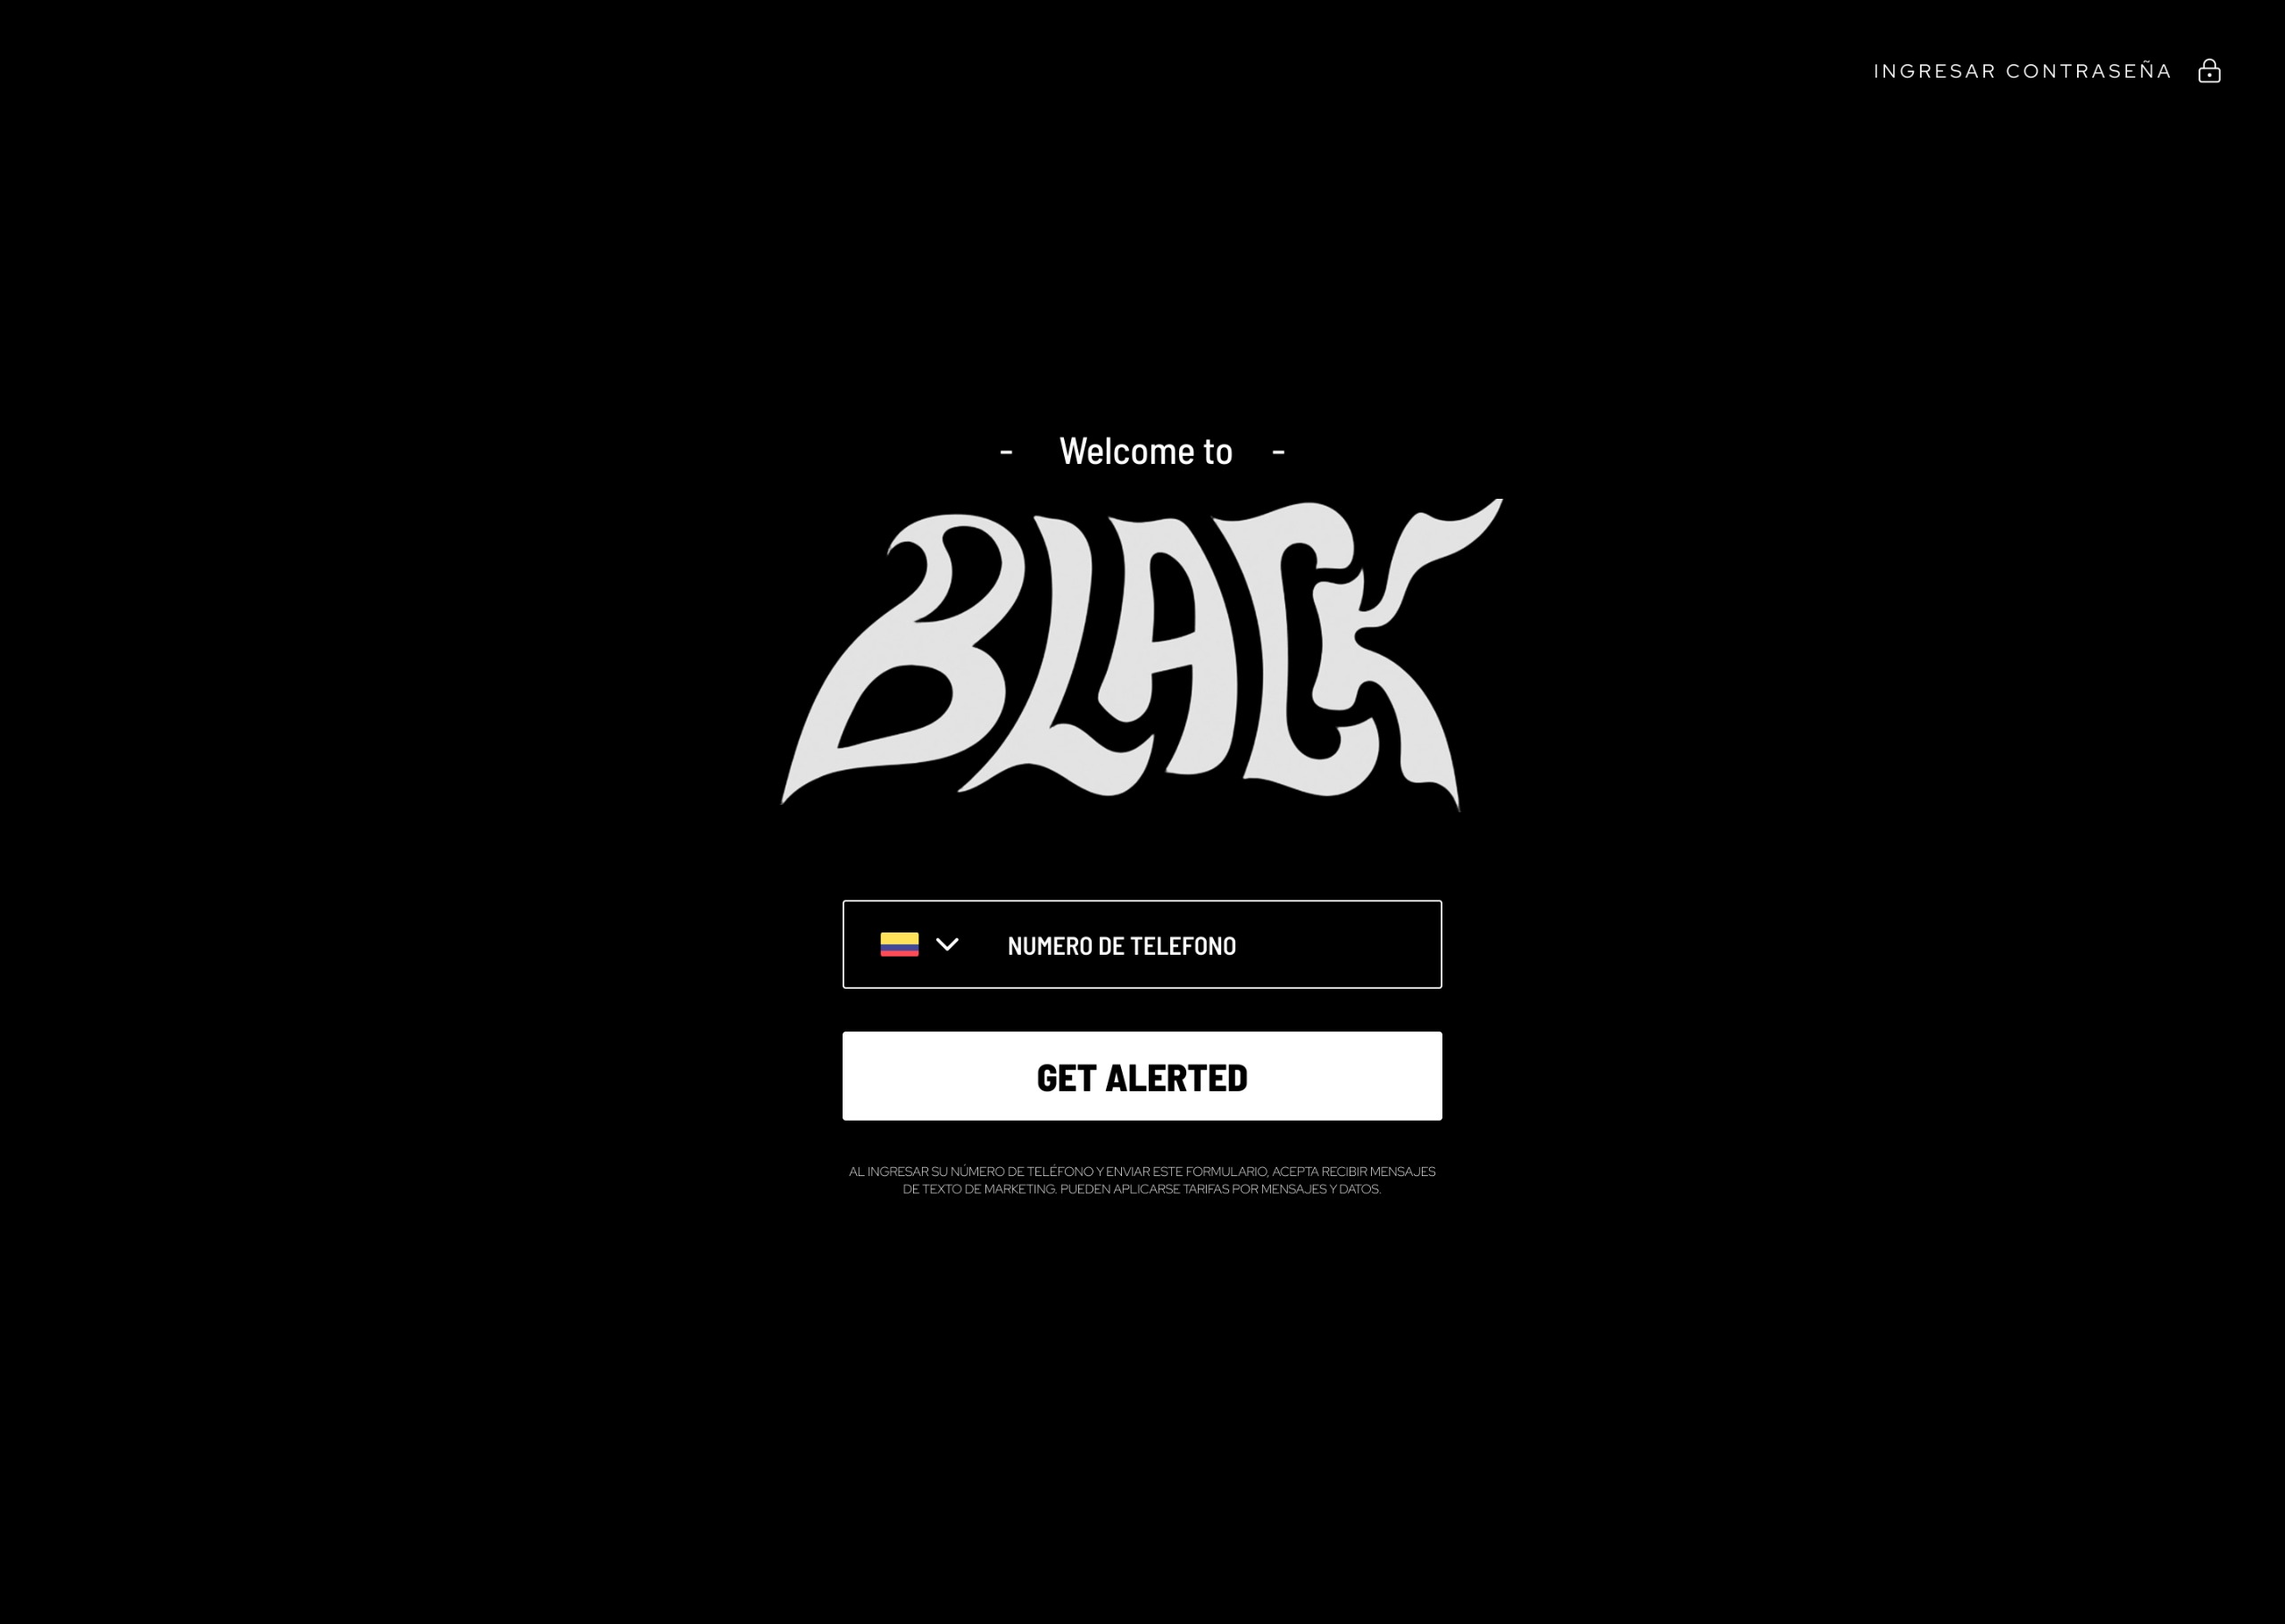 INGRESAR CONTRASEÑA
- Welcome to -
BLACK
NUMERO DE TELEFONO
GET ALERTED
AL INGRESAR SU NÚMERO DE TELÉFONO Y ENVIAR ESTE FORMULARIO, ACEPTA RECIBIR MENSAJES
DE TEXTO DE MARKETING. PUEDEN APLICARSE TARIFAS POR MENSAJES Y DATOS.